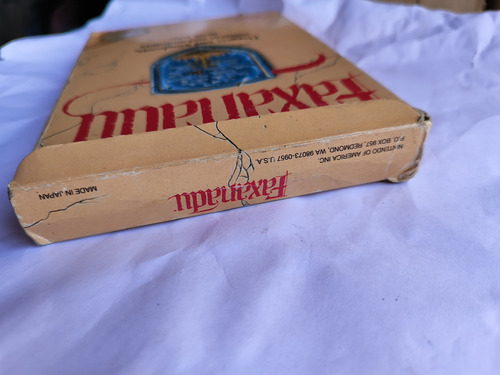 Faxanadu
NINTENDO OF AMERICA INC.
P.O. BOX 957, REDMOND, WA 98073-0957 U.S.A.
Faxanadu
MADE IN JAPAN